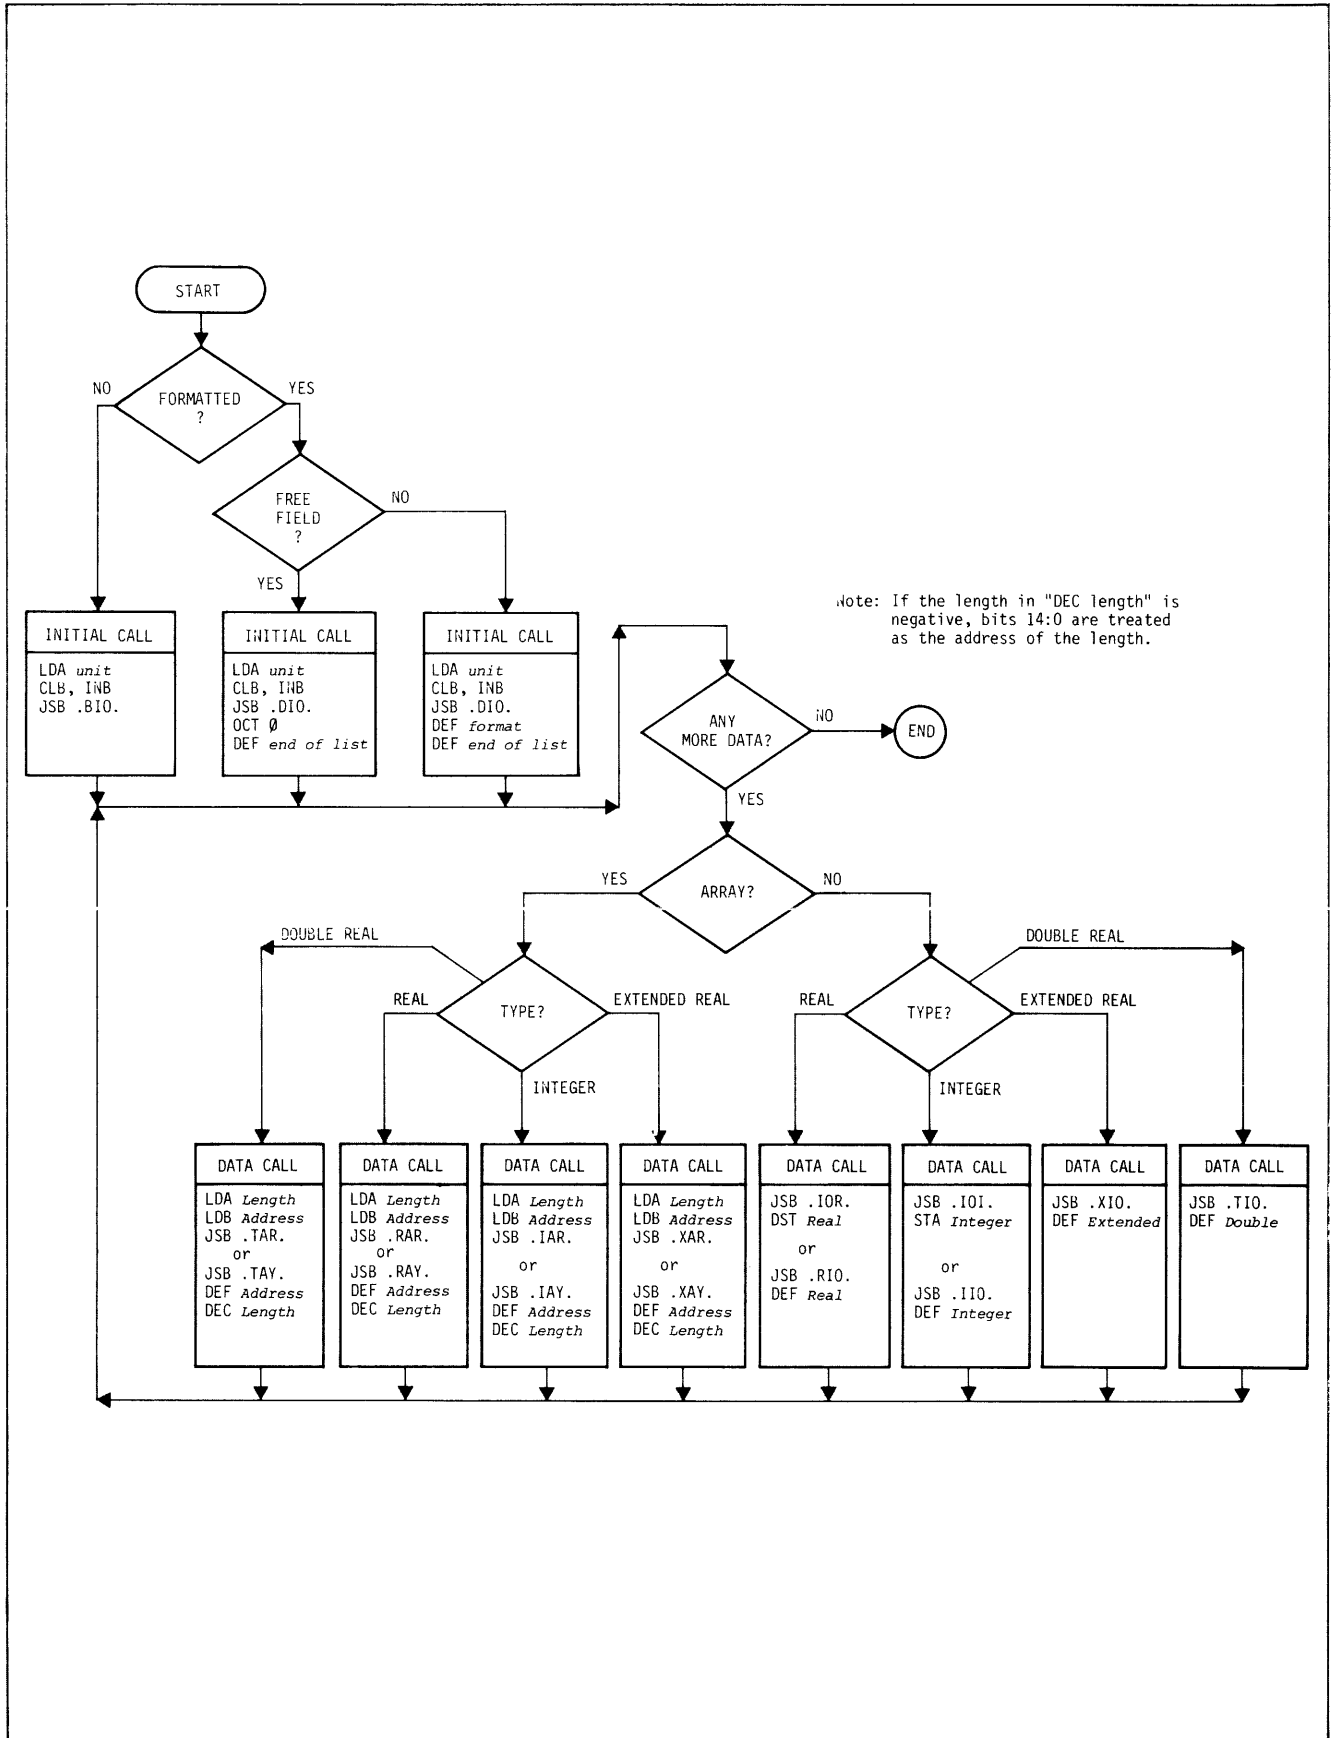 START
FORMATTED
?
NO
YES
FREE
FIELD
?
NO
YES
INITIAL CALL
LDA unit
CLB, INB
JSB .BIO.
INITIAL CALL
LDA unit
CLB, INB
JSB .DIO.
OCT Ø
DEF end of list
INITIAL CALL
LDA unit
CLB, INB
JSB .DIO.
DEF format
DEF end of list
Note: If the length in "DEC length" is
negative, bits 14:0 are treated
as the address of the length.
ANY
MORE DATA?
NO
END
YES
ARRAY?
YES
NO
DOUBLE REAL
REAL
TYPE?
EXTENDED REAL
INTEGER
DOUBLE REAL
REAL
TYPE?
EXTENDED REAL
INTEGER
DATA CALL
LDA Length
LDB Address
JSB .TAR.
or
JSB .TAY.
DEF Address
DEC Length
DATA CALL
LDA Length
LDB Address
JSB .RAR.
or
JSB .RAY.
DEF Address
DEC Length
DATA CALL
LDA Length
LDB Address
JSB .IAR.
or
JSB .IAY.
DEF Address
DEC Length
DATA CALL
LDA Length
LDB Address
JSB .XAR.
or
JSB .XAY.
DEF Address
DEC Length
DATA CALL
JSB .IOR.
DST Real
or
JSB .RIO.
DEF Real
DATA CALL
JSB .IOI.
STA Integer
or
JSB .IIO.
DEF Integer
DATA CALL
JSB .XIO.
DEF Extended
DATA CALL
JSB .TIO.
DEF Double